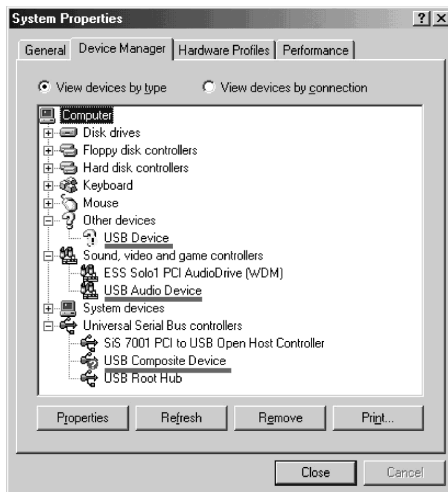 System Properties
General
Device Manager
Hardware Profiles
Performance
View devices by type
View devices by connection
Computer
Disk drives
Floppy disk controllers
Hard disk controllers
Keyboard
Mouse
Other devices
USB Device
Sound, video and game controllers
ESS Solo1 PCI AudioDrive (WDM)
USB Audio Device
System devices
Universal Serial Bus controllers
SiS 7001 PCI to USB Open Host Controller
USB Composite Device
USB Root Hub
Properties
Refresh
Remove
Print...
Close
Cancel